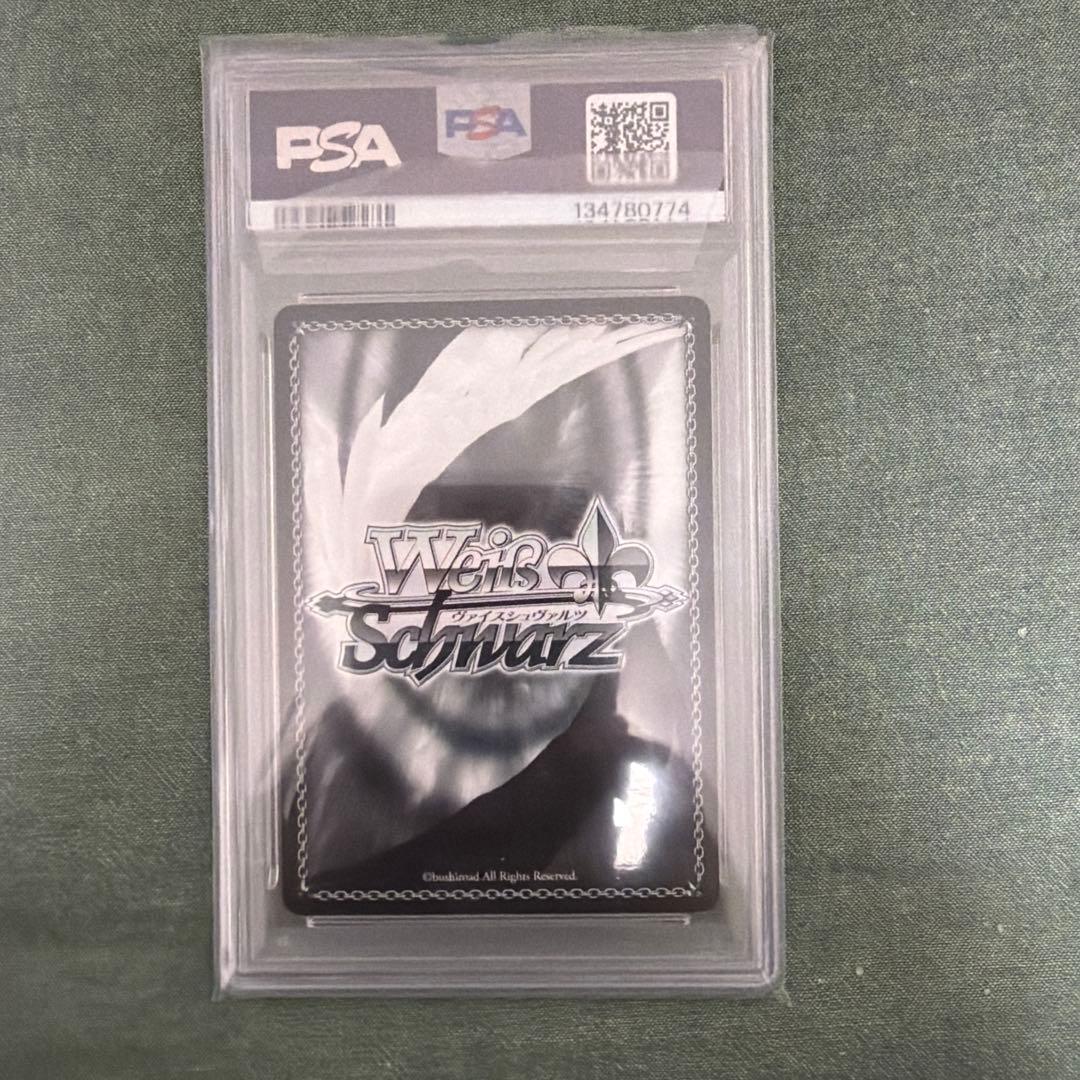 PSA
PSA
134780774
Weiß
ヴァイスシュヴァルツ
Schwarz
©bushiroad All Rights Reserved.